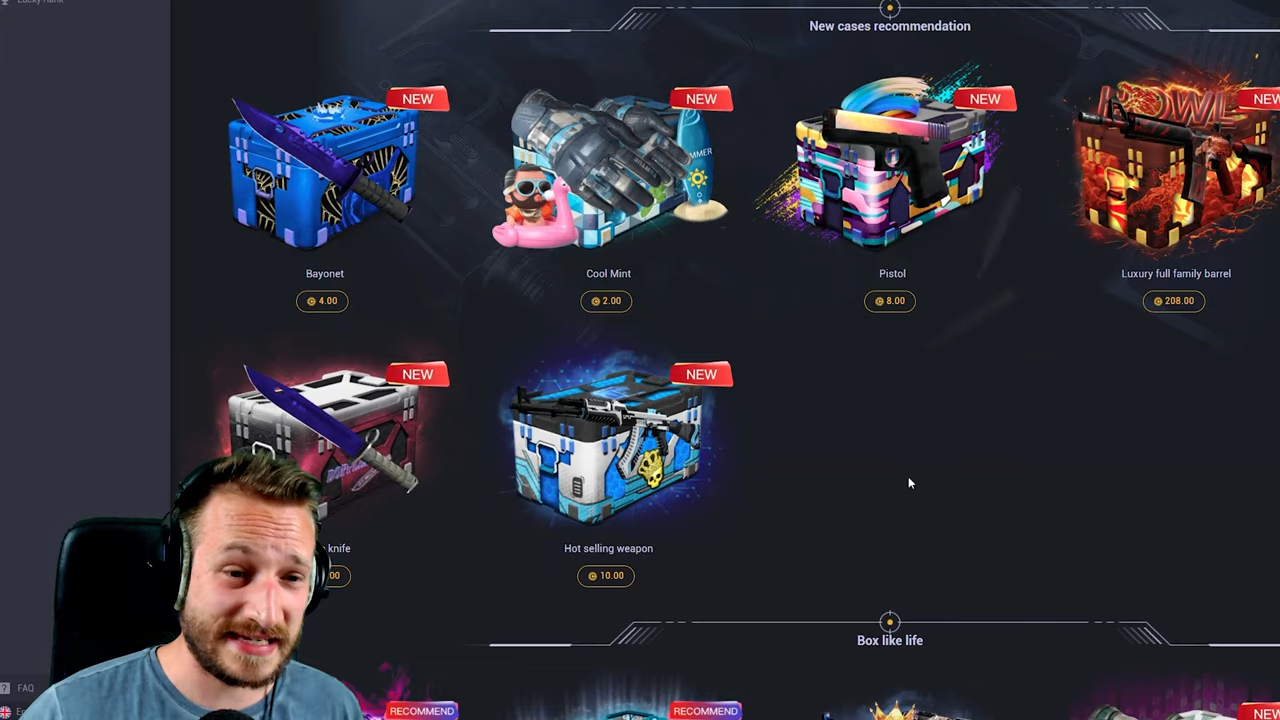 New cases recommendation
NEW
NEW
NEW
NEW
MMER
Bayonet
Cool Mint
Pistol
Luxury full family barrel
4.00
2.00
8.00
208.00
NEW
NEW
knife
Hot selling weapon
00
10.00
Box like life
FAQ
RECOMMEND
RECOMMEND
NEW